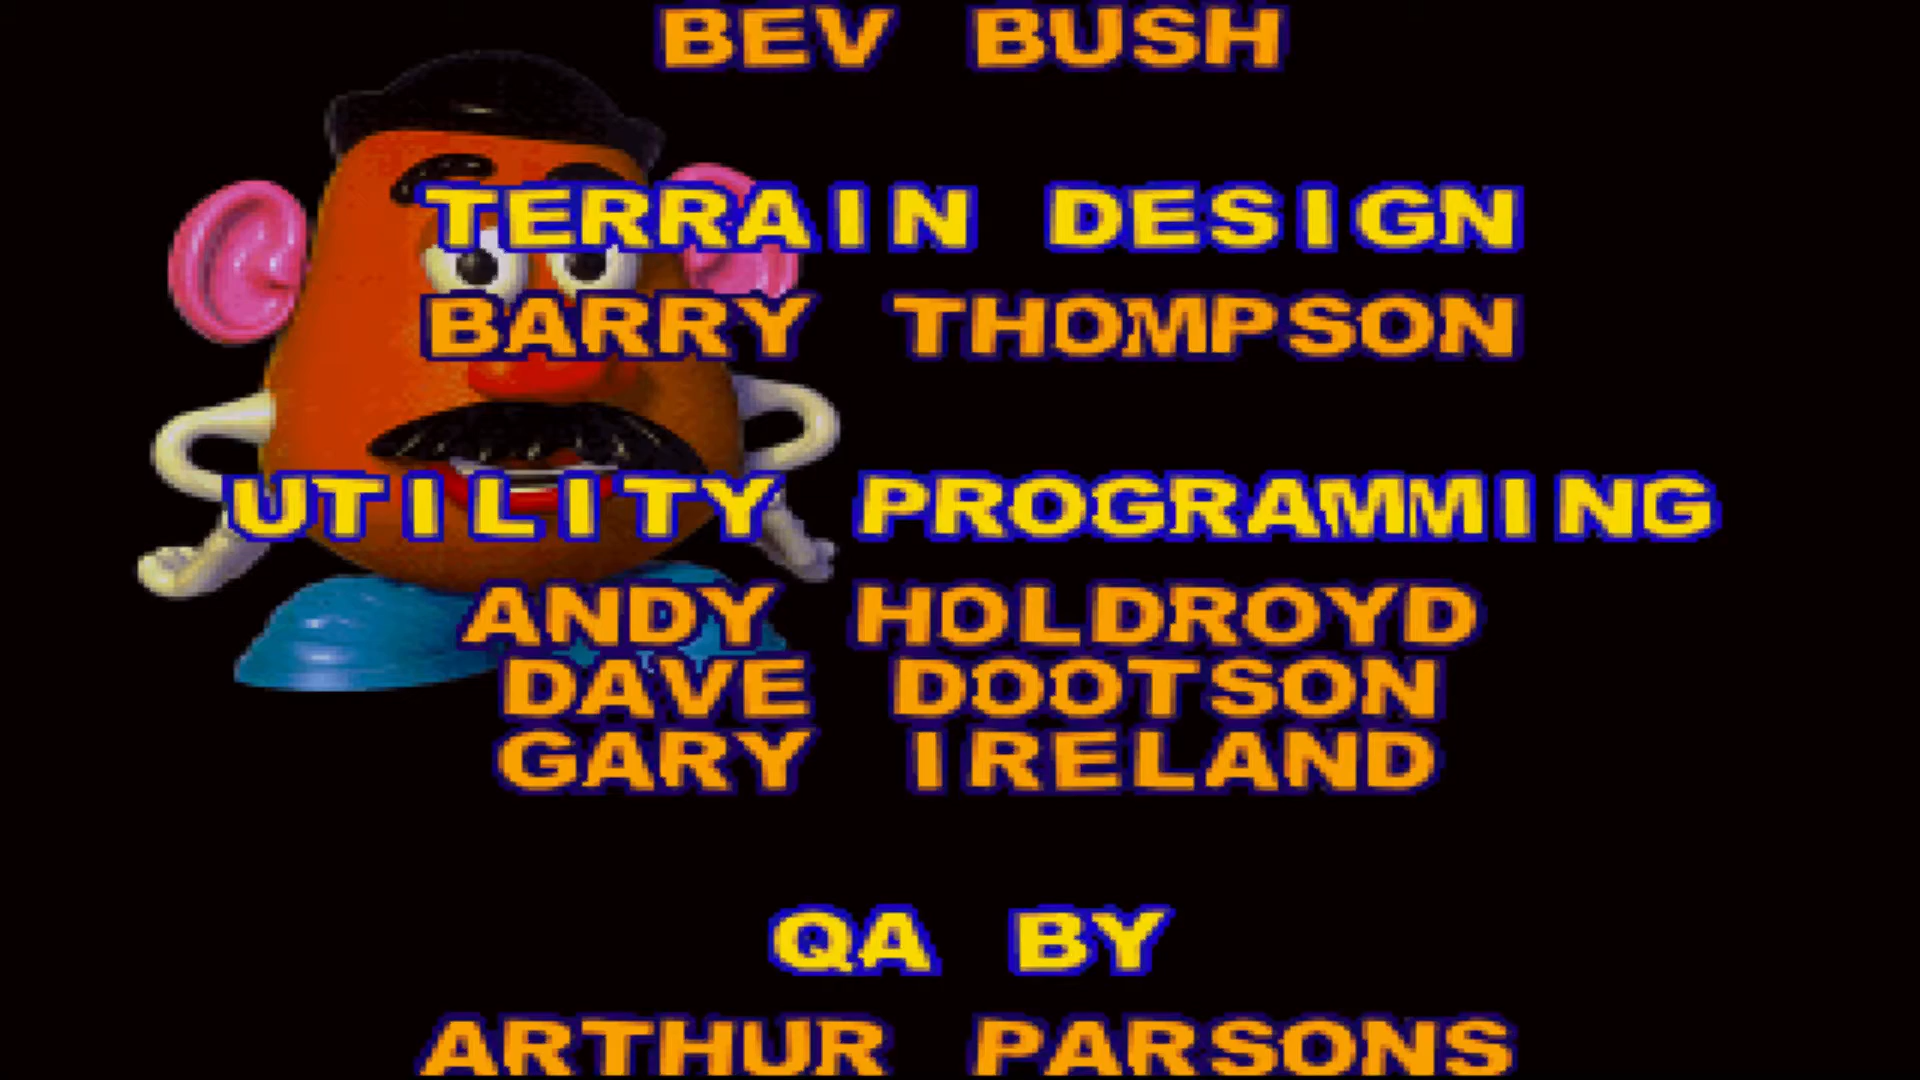 BEV BUSH
TERRAIN DESIGN
BARRY THOMPSON
UTILITY PROGRAMMING
ANDY HOLDROYD
DAVE DOOTSON
GARY IRELAND
QA BY
ARTHUR PARSONS